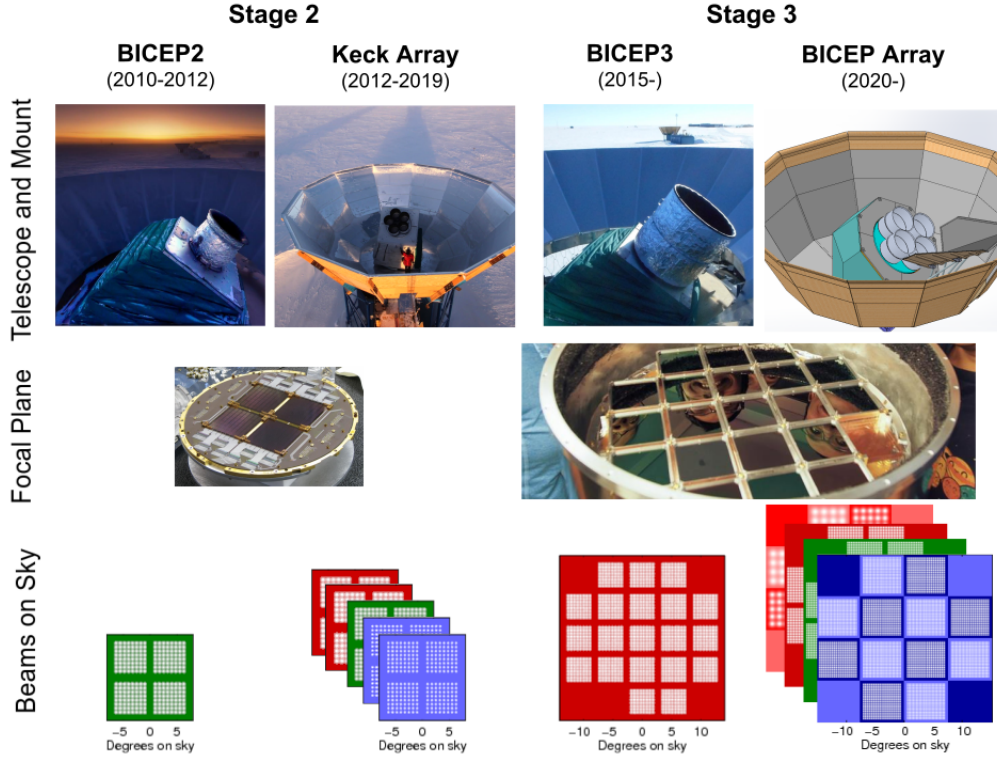 Stage 2
Stage 3
BICEP2
(2010-2012)
Keck Array
(2012-2019)
BICEP3
(2015-)
BICEP Array
(2020-)
Telescope and Mount
Focal Plane
Beams on Sky
−5 0 5
Degrees on sky
−5 0 5
Degrees on sky
−10 −5 0 5 10
Degrees on sky
−10 −5 0 5 10
Degrees on sky